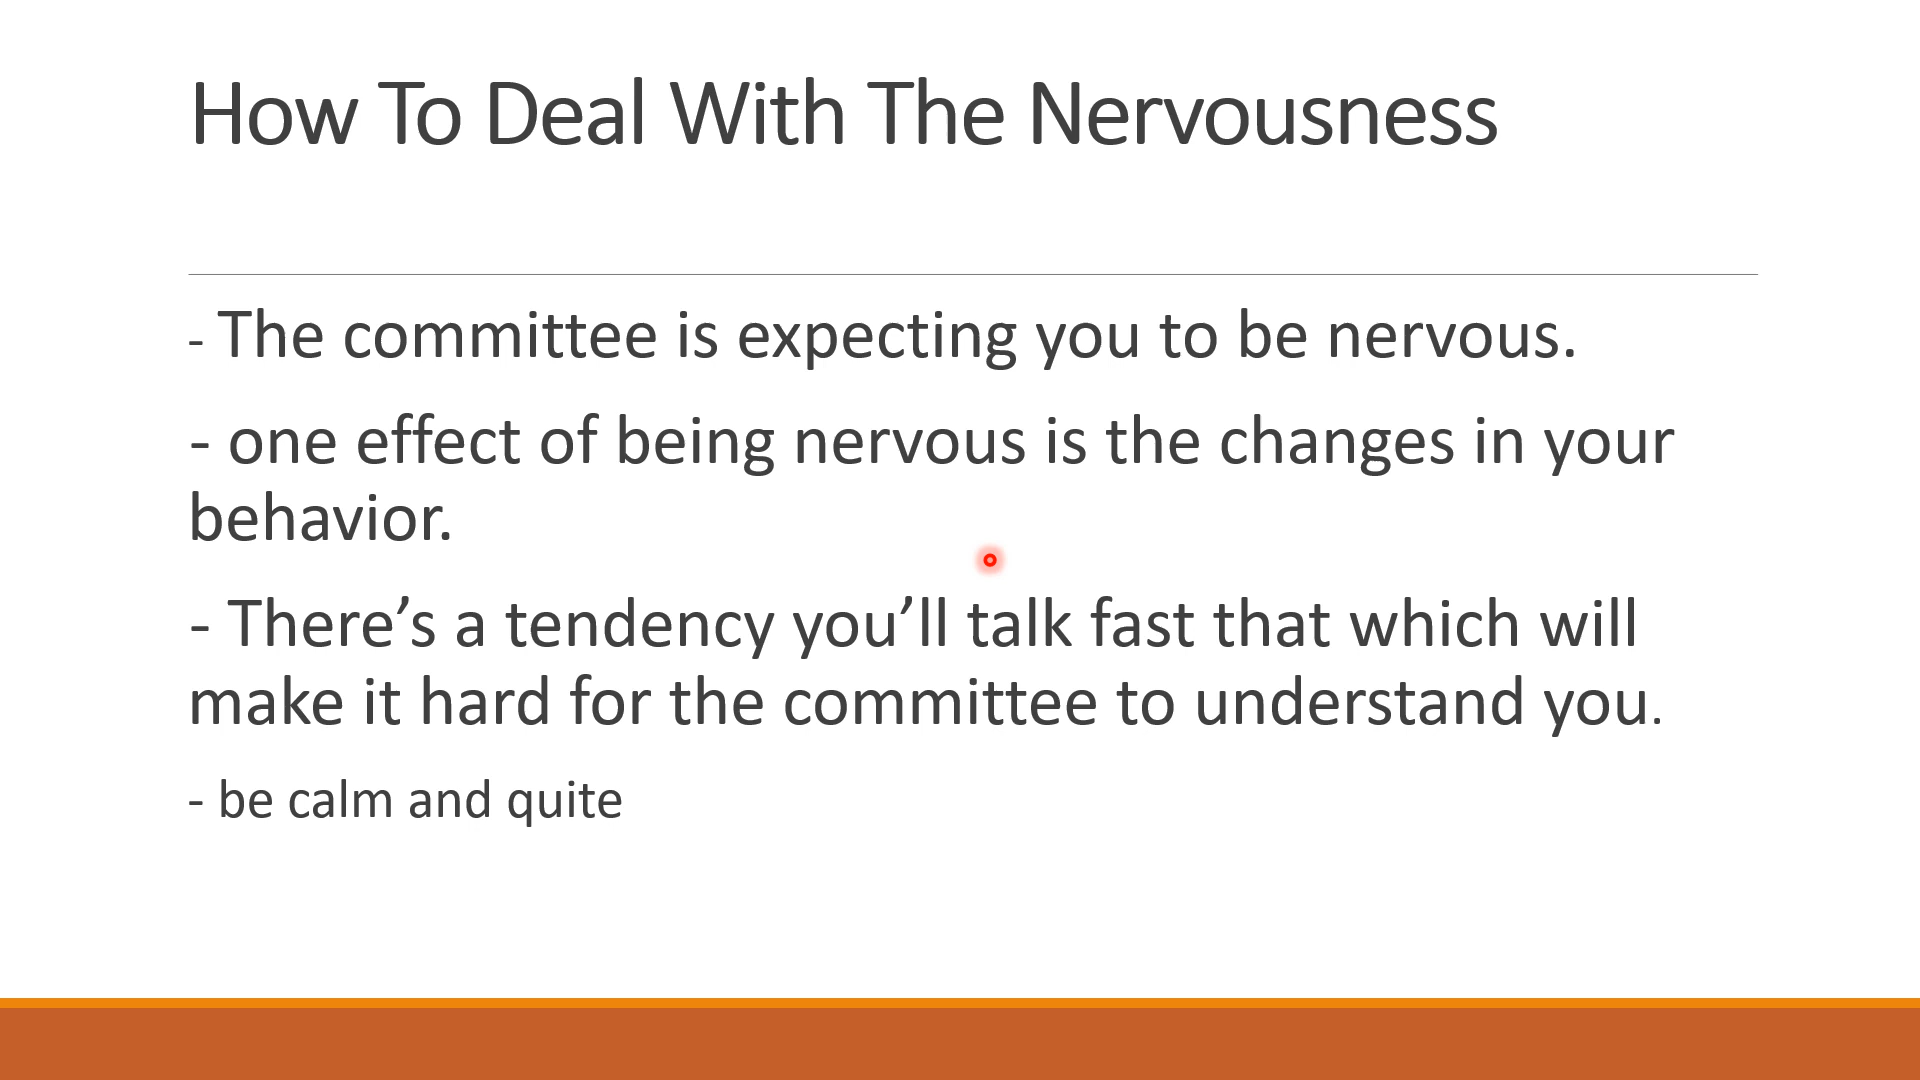 How To Deal With The Nervousness
- The committee is expecting you to be nervous.
- one effect of being nervous is the changes in your
behavior.
- There’s a tendency you’ll talk fast that which will
make it hard for the committee to understand you.
- be calm and quite